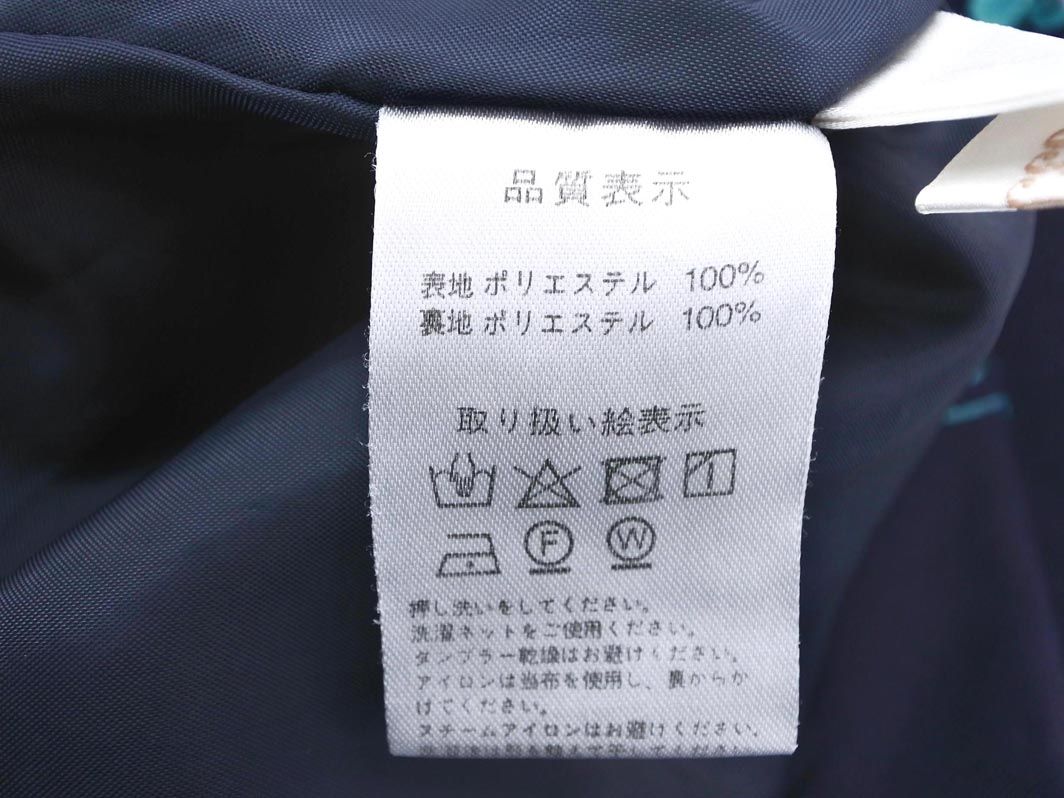 品質表示
表地 ポリエステル 100%
裏地 ポリエステル 100%
取り扱い絵表示
F W
押し洗いをしてください。
洗濯ネットをご使用ください。
タンブラー乾燥はお避けください。
アイロンは当布を使用し、裏からか
けてください。
スチームアイロンはお避けください。